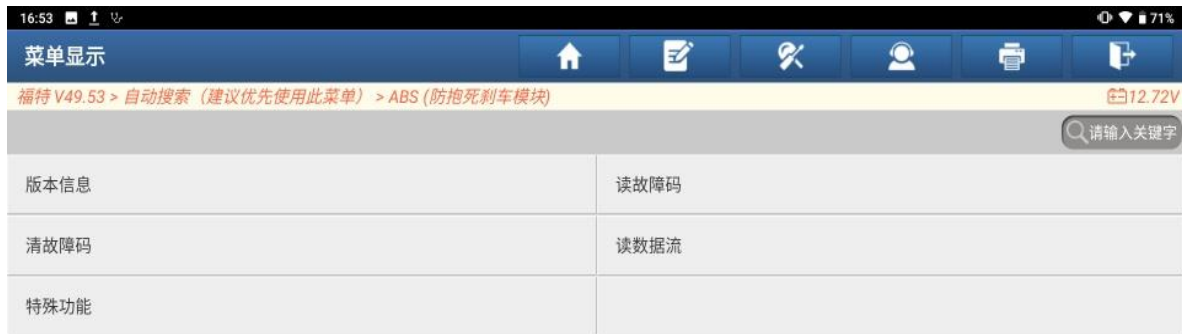 16:53 71%
菜单显示
福特 V49.53 > 自动搜索（建议优先使用此菜单）> ABS (防抱死刹车模块) 12.72V
请输入关键字
版本信息 读故障码
清故障码 读数据流
特殊功能